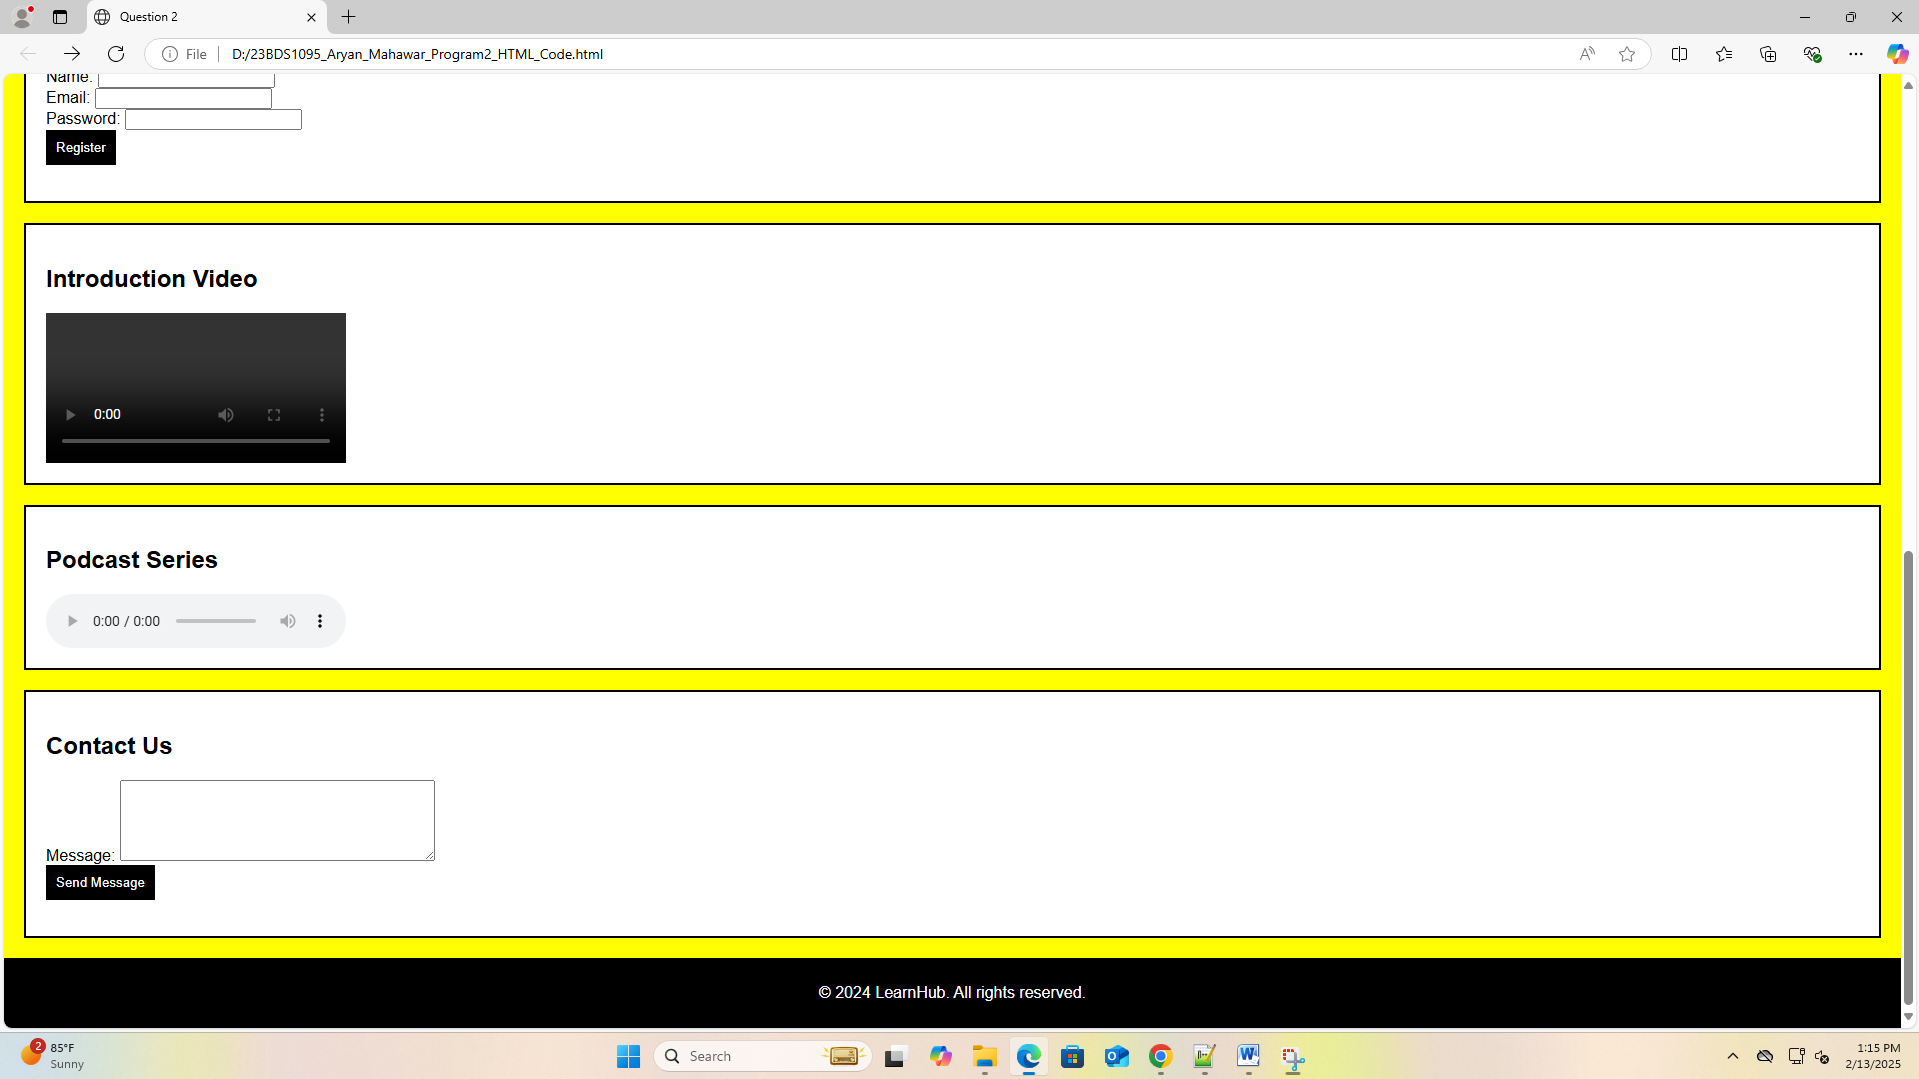 Question 2
File
D:/23BDS1095_Aryan_Mahawar_Program2_HTML_Code.html
Name:
Email:
Password:
Register
Introduction Video
0:00
Podcast Series
0:00 / 0:00
Contact Us
Message:
Send Message
© 2024 LearnHub. All rights reserved.
2
85°F
Sunny
Search
1:15 PM
2/13/2025